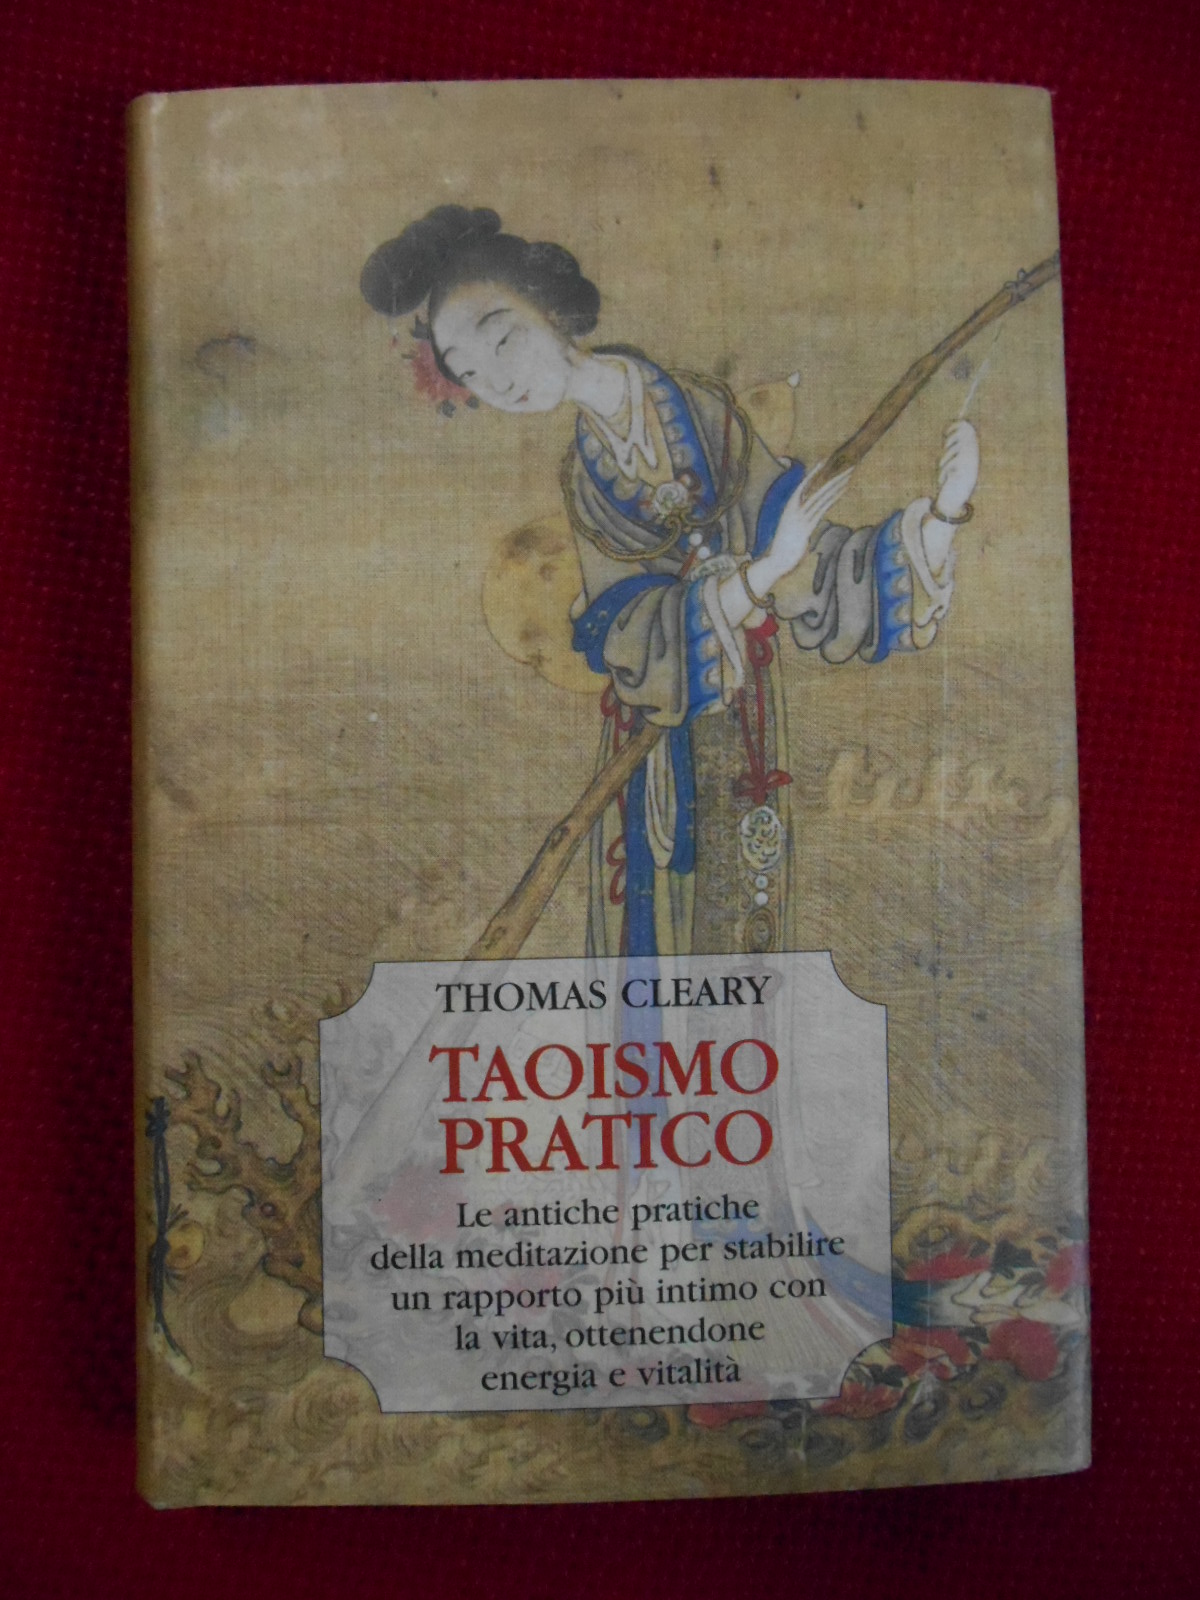 THOMAS CLEARY
TAOISMO
PRATICO
Le antiche pratiche
della meditazione per stabilire
un rapporto più intimo con
la vita, ottenendone
energia e vitalità